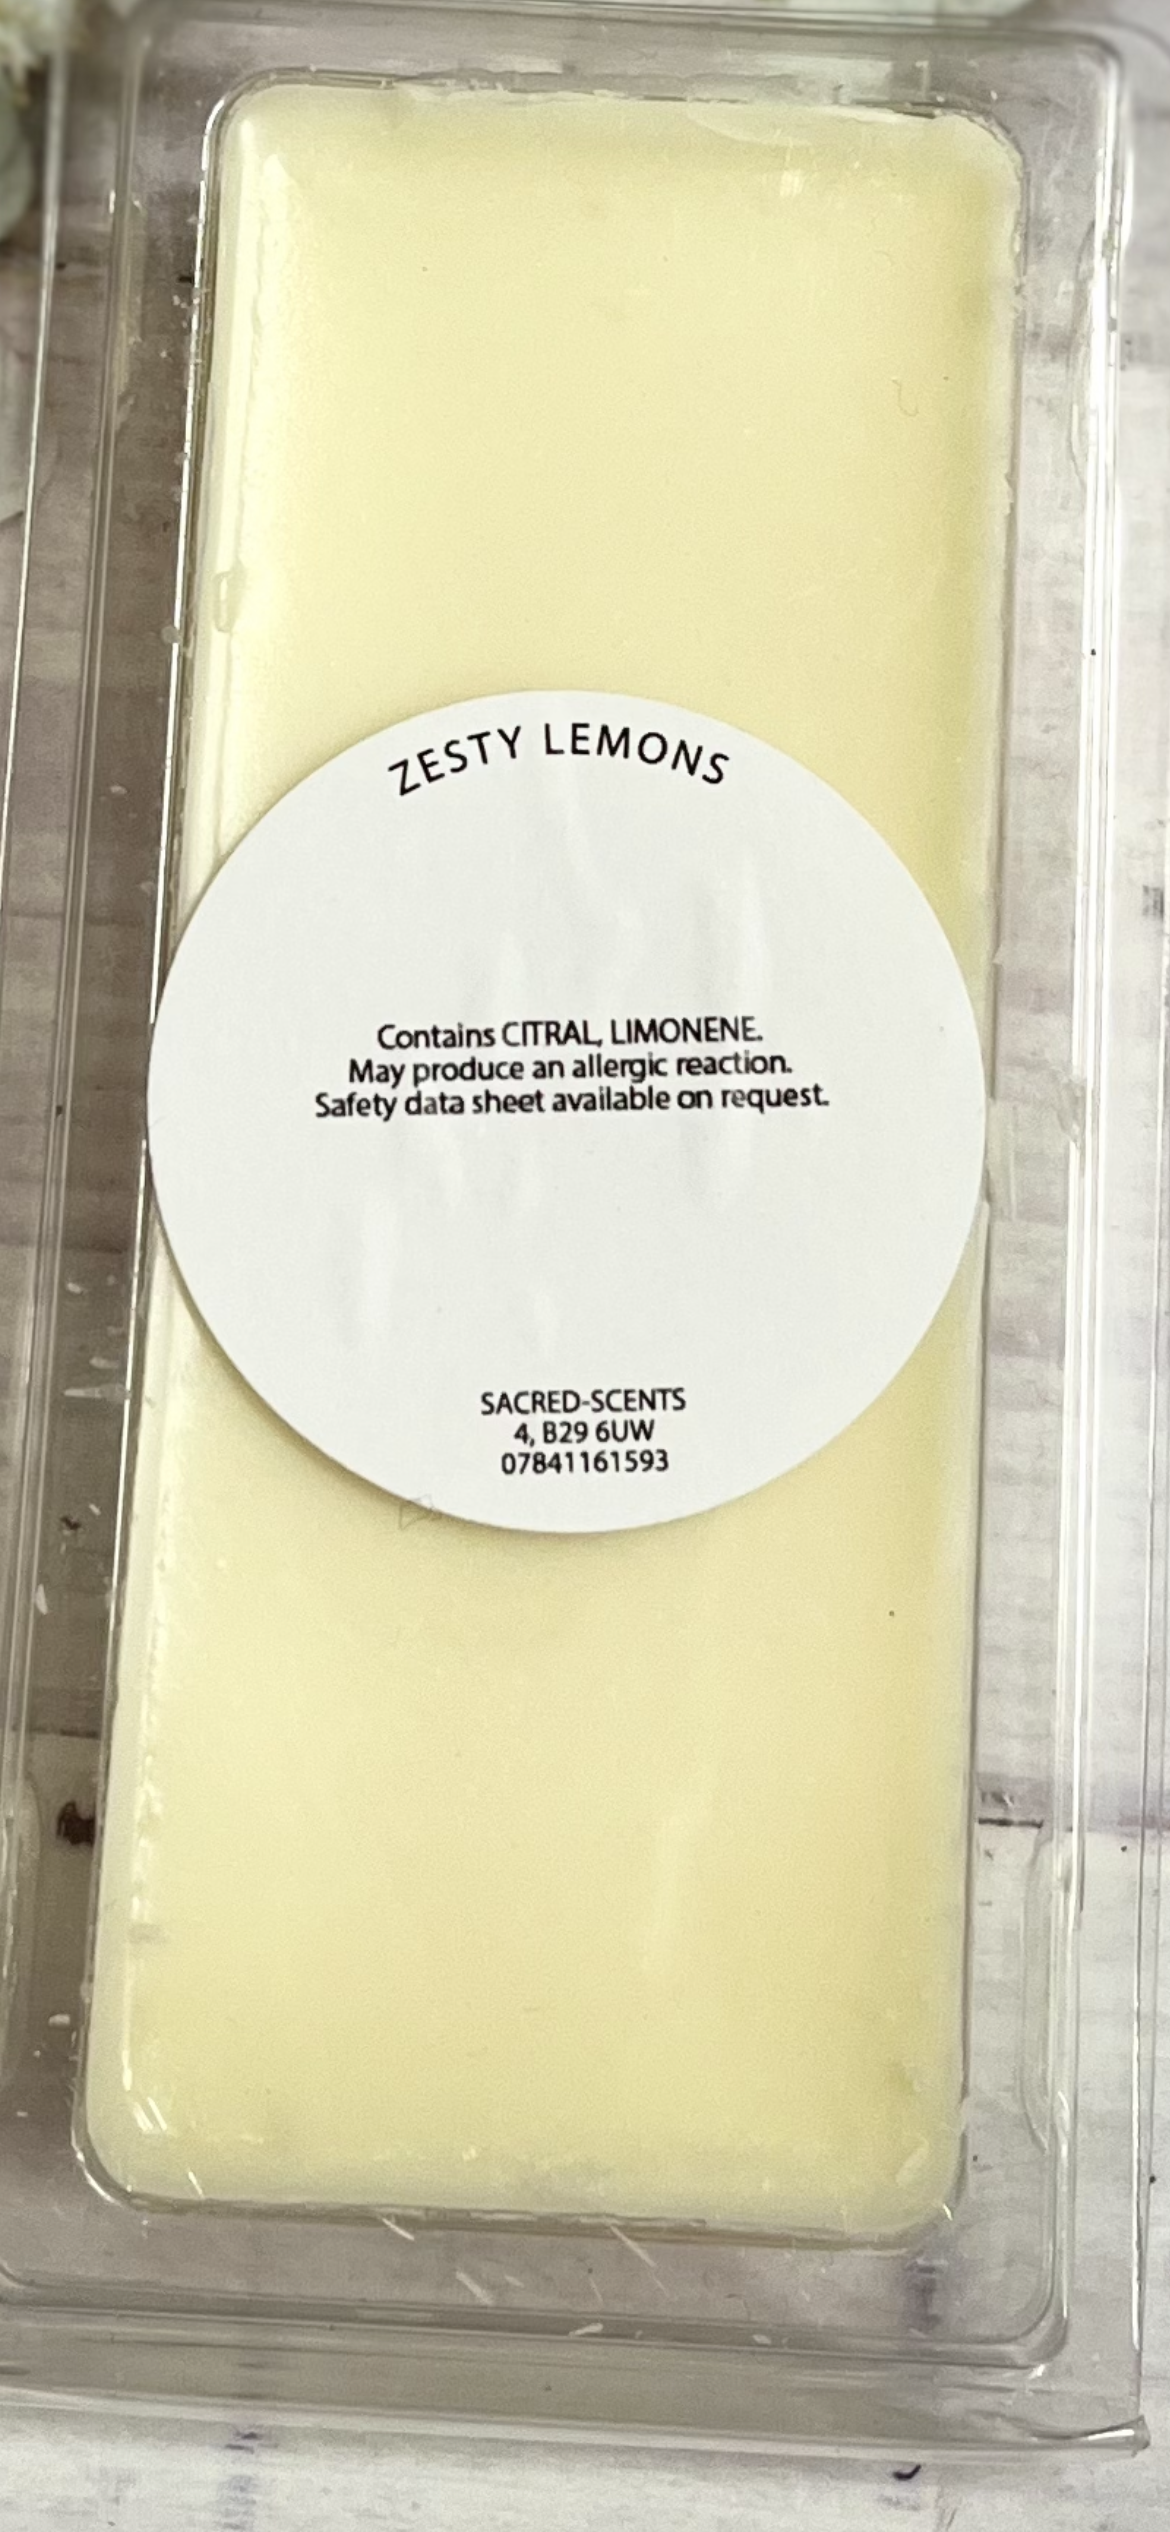 ZESTY LEMONS
Contains CITRAL, LIMONENE.
May produce an allergic reaction.
Safety data sheet available on request.
SACRED-SCENTS
4, B29 6UW
07841161593